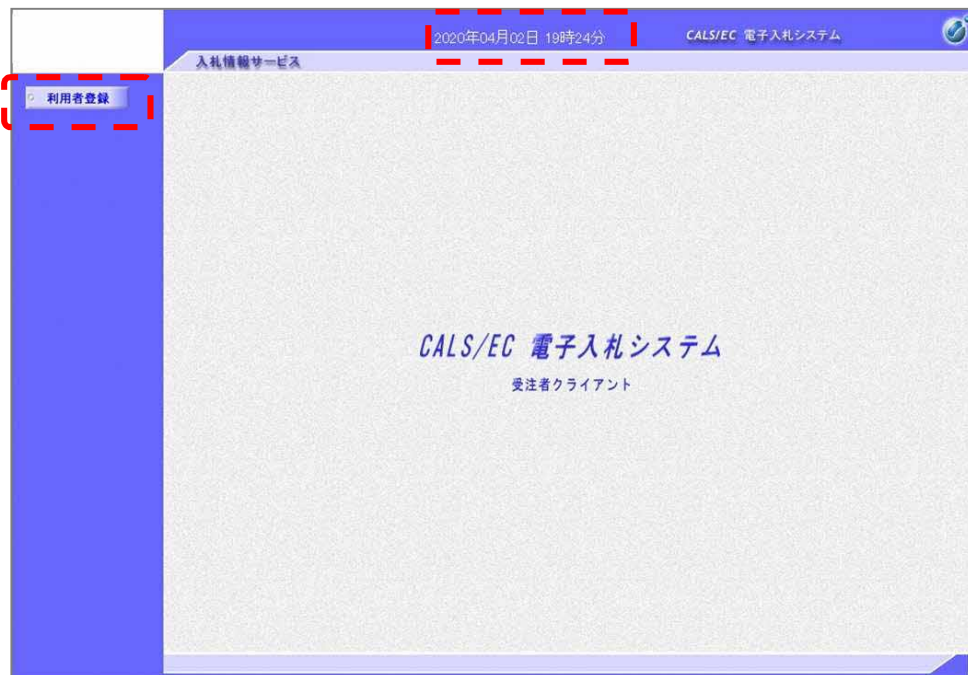 2020年04月02日 19時24分
CALS/EC 電子入札システム
入札情報サービス
利用者登録
CALS/EC 電子入札システム
受注者クライアント